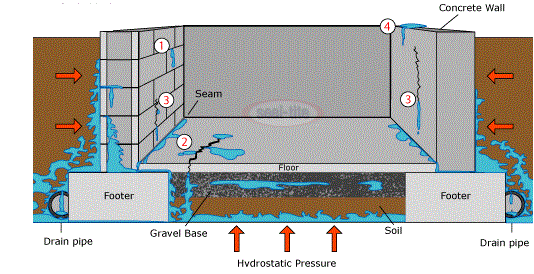 Concrete Wall
4
1
3
3
Seam
2
Floor
Footer
Footer
Gravel Base
Soil
Drain pipe
Drain pipe
Hydrostatic Pressure